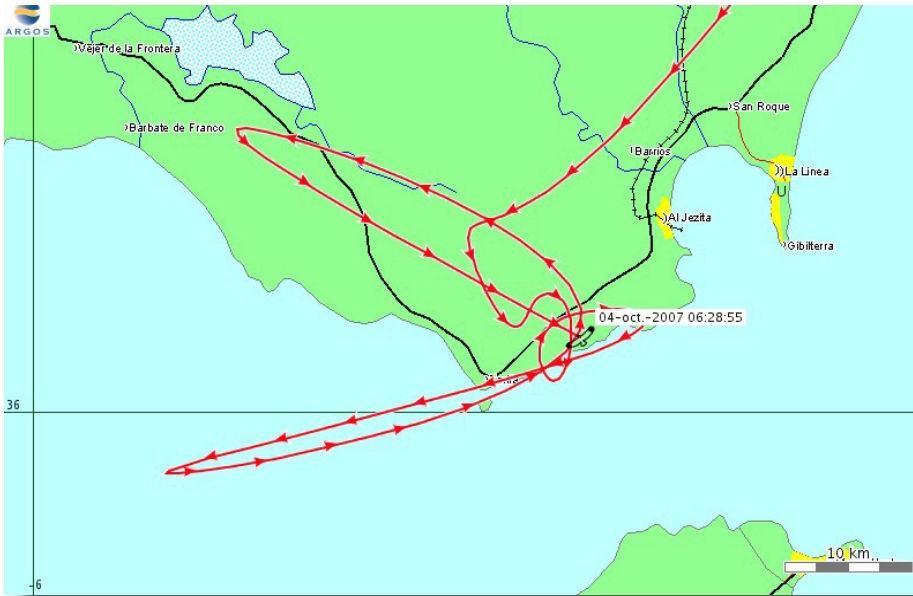 ARGOS
Vejer de la Frontera
San Roque
Barbate de Franco
Barrios
La Linea
Al Jezita
Gibilterra
04-oct.-2007 06:28:55
36
10 km
-6